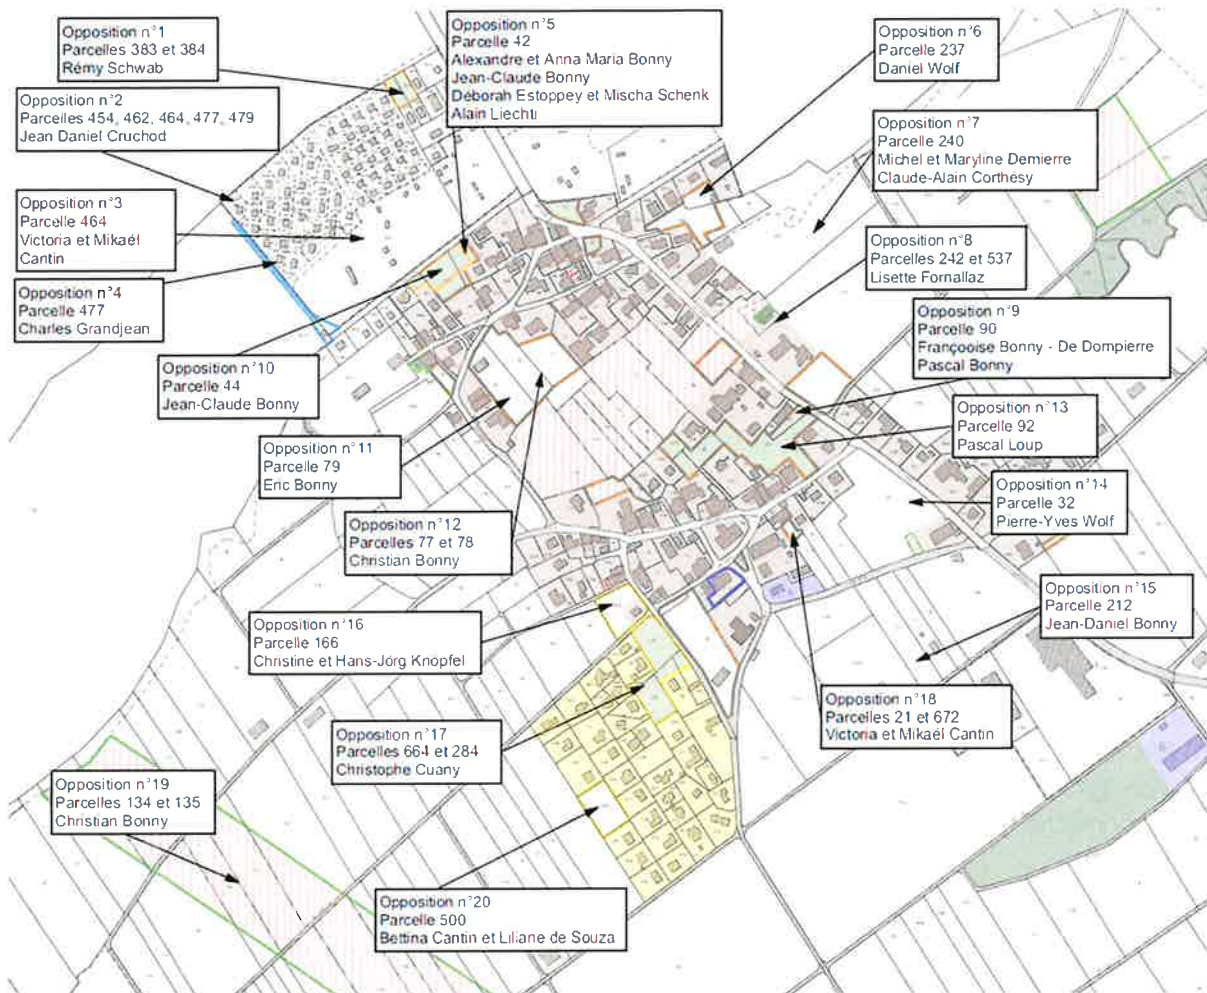 Opposition n°1
Parcelles 383 et 384
Rémy Schwab
Opposition n°2
Parcelles 454, 462, 464, 477, 479
Jean Daniel Cruchod
Opposition n°3
Parcelle 464
Victoria et Mikaél
Cantin
Opposition n°4
Parcelle 477
Charles Grandjean
Opposition n°5
Parcelle 42
Alexandre et Anna Maria Bonny
Jean-Claude Bonny
Déborah Estoppey et Mischa Schenk
Alain Liechti
Opposition n°6
Parcelle 237
Daniel Wolf
Opposition n°7
Parcelle 240
Michel et Maryline Demierre
Claude-Alain Corthésy
Opposition n°8
Parcelles 242 et 537
Lisette Fornallaz
Opposition n°9
Parcelle 90
Françooise Bonny - De Dompierre
Pascal Bonny
Opposition n°10
Parcelle 44
Jean-Claude Bonny
Opposition n°11
Parcelle 79
Eric Bonny
Opposition n°12
Parcelles 77 et 78
Christian Bonny
Opposition n°13
Parcelle 92
Pascal Loup
Opposition n°14
Parcelle 32
Pierre-Yves Wolf
Opposition n°15
Parcelle 212
Jean-Daniel Bonny
Opposition n°16
Parcelle 166
Christine et Hans-Jörg Knöpfel
Opposition n°17
Parcelles 664 et 284
Christophe Cuany
Opposition n°18
Parcelles 21 et 672
Victoria et Mikaél Cantin
Opposition n°19
Parcelles 134 et 135
Christian Bonny
Opposition n°20
Parcelle 500
Bettina Cantin et Liliane de Souza